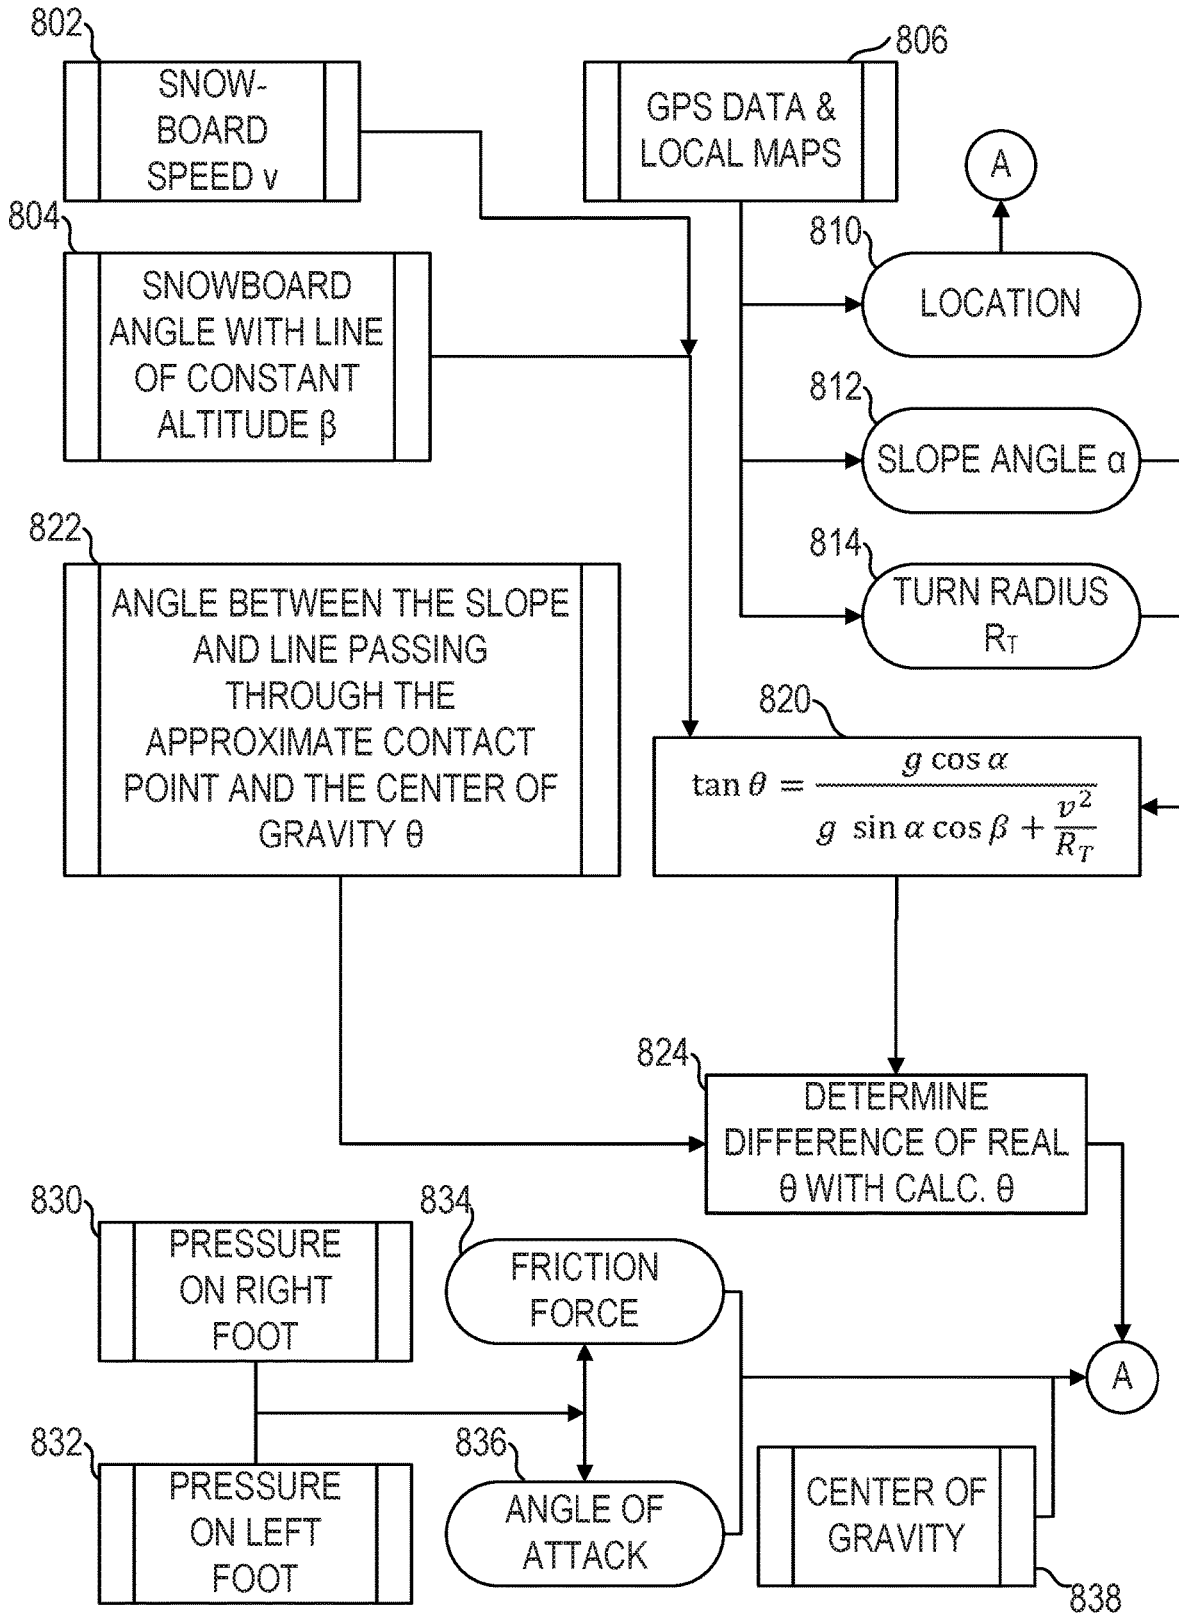 802
SNOW-
BOARD
SPEED v
806
GPS DATA &
LOCAL MAPS
A
804
SNOWBOARD
ANGLE WITH LINE
OF CONSTANT
ALTITUDE β
810
LOCATION
812
SLOPE ANGLE α
814
TURN RADIUS
R_T
822
ANGLE BETWEEN THE SLOPE
AND LINE PASSING
THROUGH THE
APPROXIMATE CONTACT
POINT AND THE CENTER OF
GRAVITY θ
820
tan θ = g cos α / (g sin α cos β + v²/R_T)
824
DETERMINE
DIFFERENCE OF REAL
θ WITH CALC. θ
830
PRESSURE
ON RIGHT
FOOT
834
FRICTION
FORCE
A
832
PRESSURE
ON LEFT
FOOT
836
ANGLE OF
ATTACK
CENTER OF
GRAVITY
838